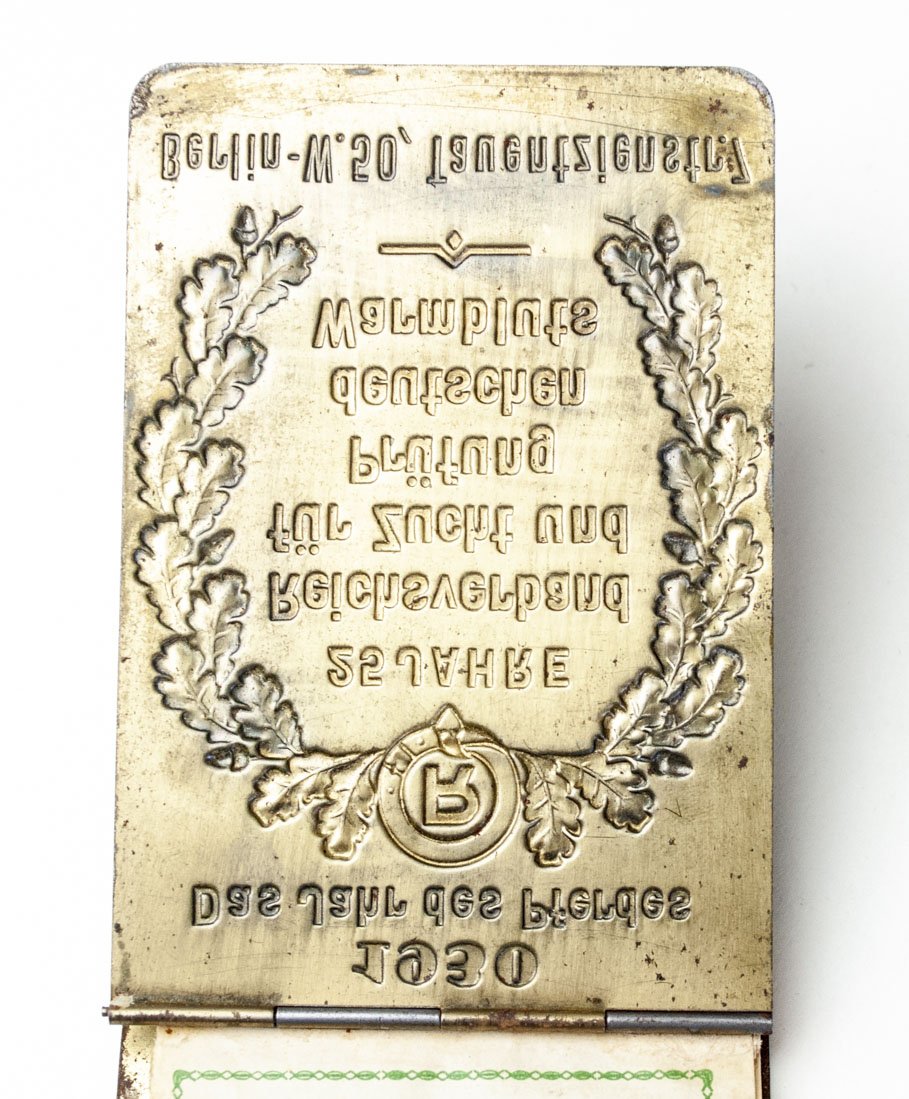 1930
Das Jahr des Pferdes
R
25 JAHRE
Reichsverband
für Zucht und
Prüfung
deutschen
Warmbluts
Berlin-W.50, Tauentzienstr.7